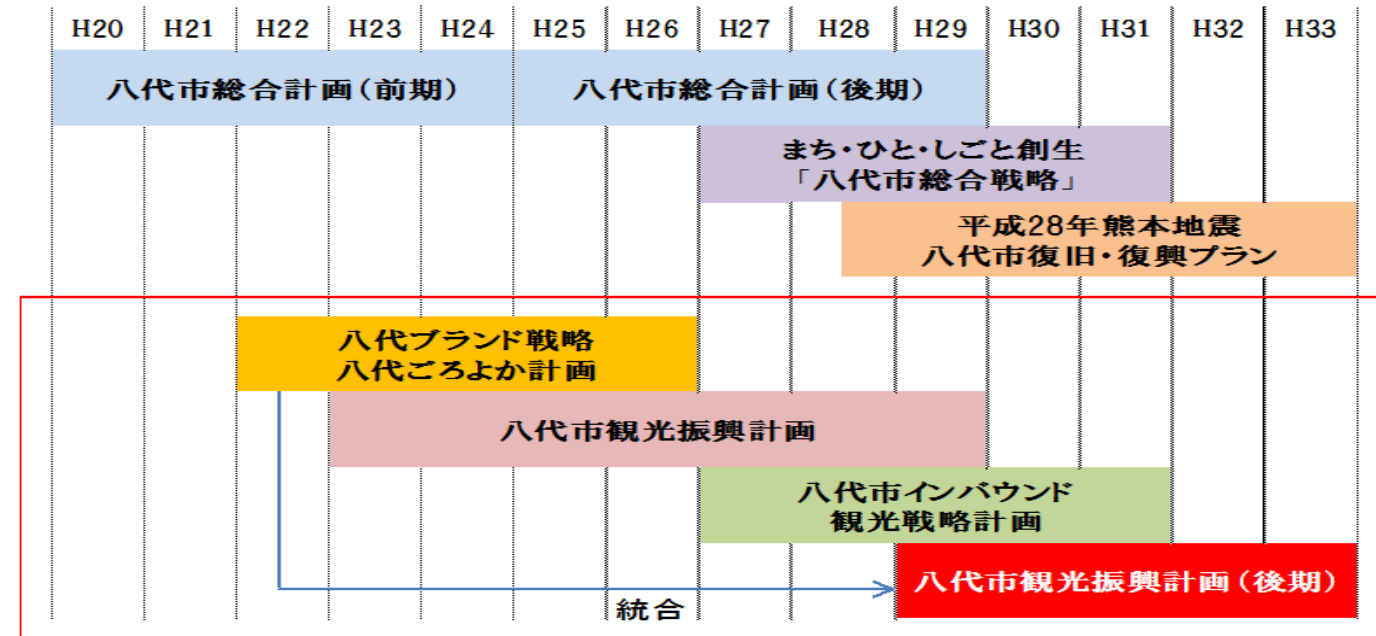 H20 H21 H22 H23 H24 H25 H26 H27 H28 H29 H30 H31 H32 H33
八代市総合計画(前期) 八代市総合計画(後期)
まち・ひと・しごと創生
「八代市総合戦略」
平成28年熊本地震
八代市復旧・復興プラン
八代ブランド戦略
八代ごろよか計画
八代市観光振興計画
八代市インバウンド
観光戦略計画
八代市観光振興計画(後期)
統合